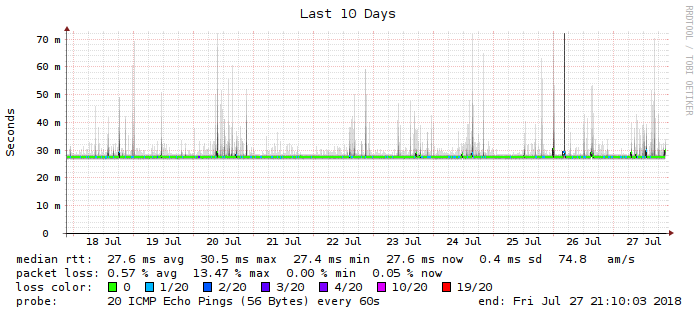 Last 10 Days
RRDTOOL / TOBI OETIKER
Seconds
70 m
60 m
50 m
40 m
30 m
20 m
10 m
0
18 Jul 19 Jul 20 Jul 21 Jul 22 Jul 23 Jul 24 Jul 25 Jul 26 Jul 27 Jul
median rtt: 27.6 ms avg 30.5 ms max 27.4 ms min 27.6 ms now 0.4 ms sd 74.8 am/s
packet loss: 0.57 % avg 13.47 % max 0.00 % min 0.05 % now
loss color: 0 1/20 2/20 3/20 4/20 10/20 19/20
probe: 20 ICMP Echo Pings (56 Bytes) every 60s end: Fri Jul 27 21:10:03 2018